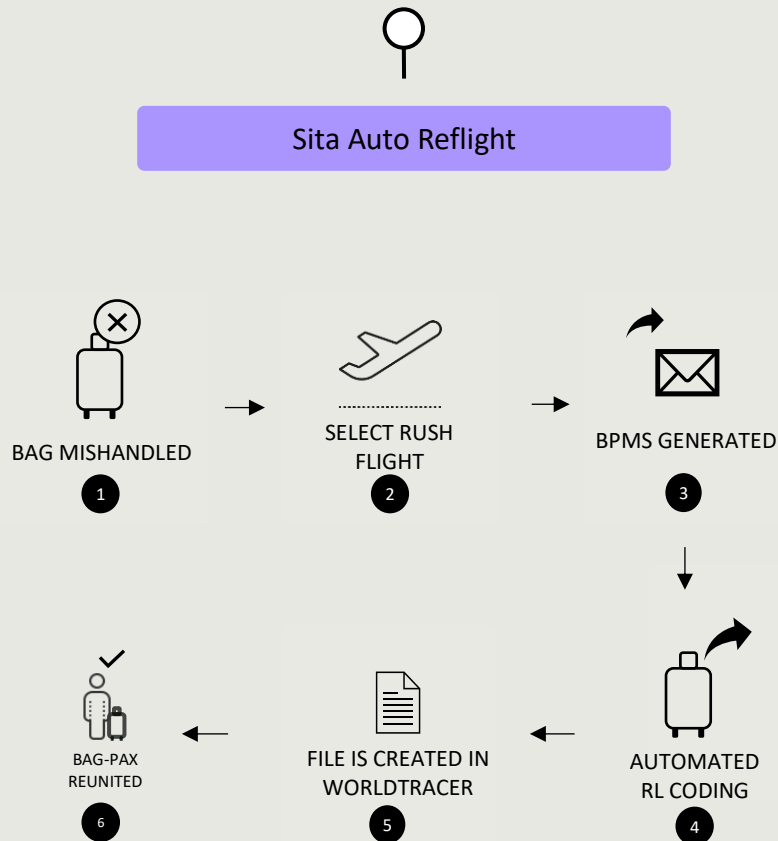 Sita Auto Reflight
BAG MISHANDLED
1
SELECT RUSH
FLIGHT
2
BPMS GENERATED
3
AUTOMATED
RL CODING
4
FILE IS CREATED IN
WORLDTRACER
5
BAG-PAX
REUNITED
6